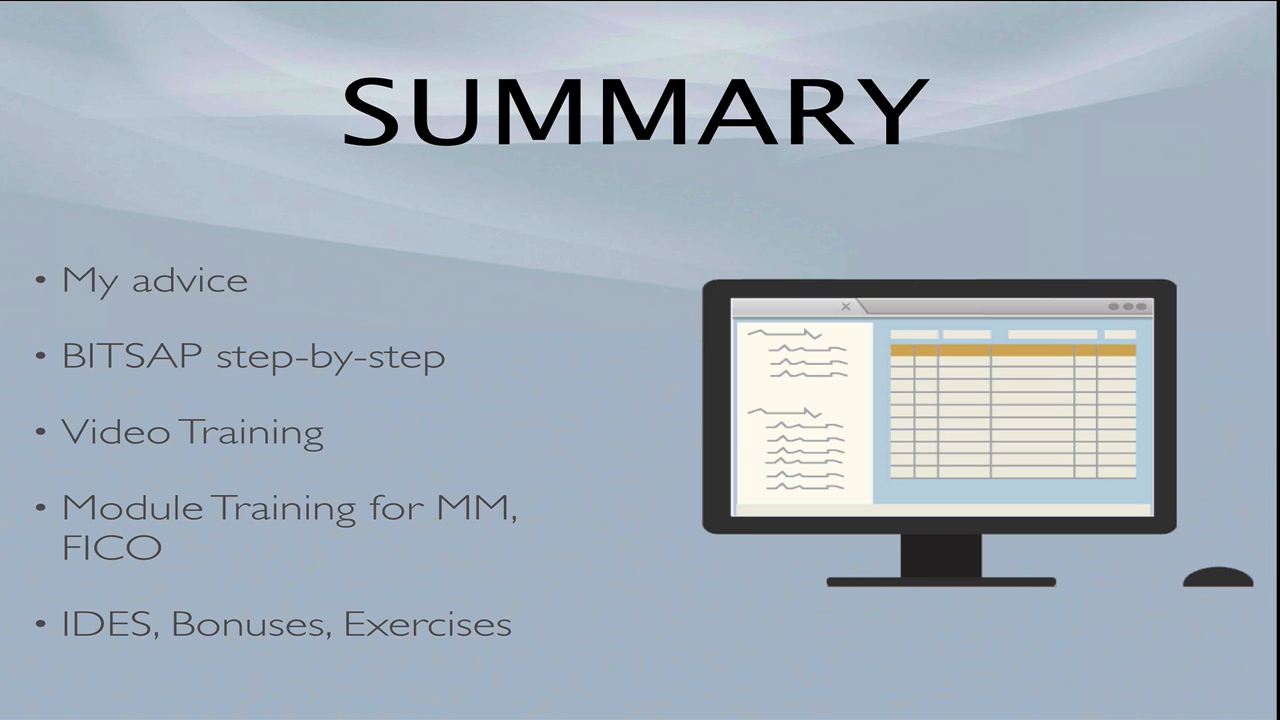 SUMMARY
• My advice
• BITSAP step-by-step
• Video Training
• Module Training for MM,
FICO
• IDES, Bonuses, Exercises